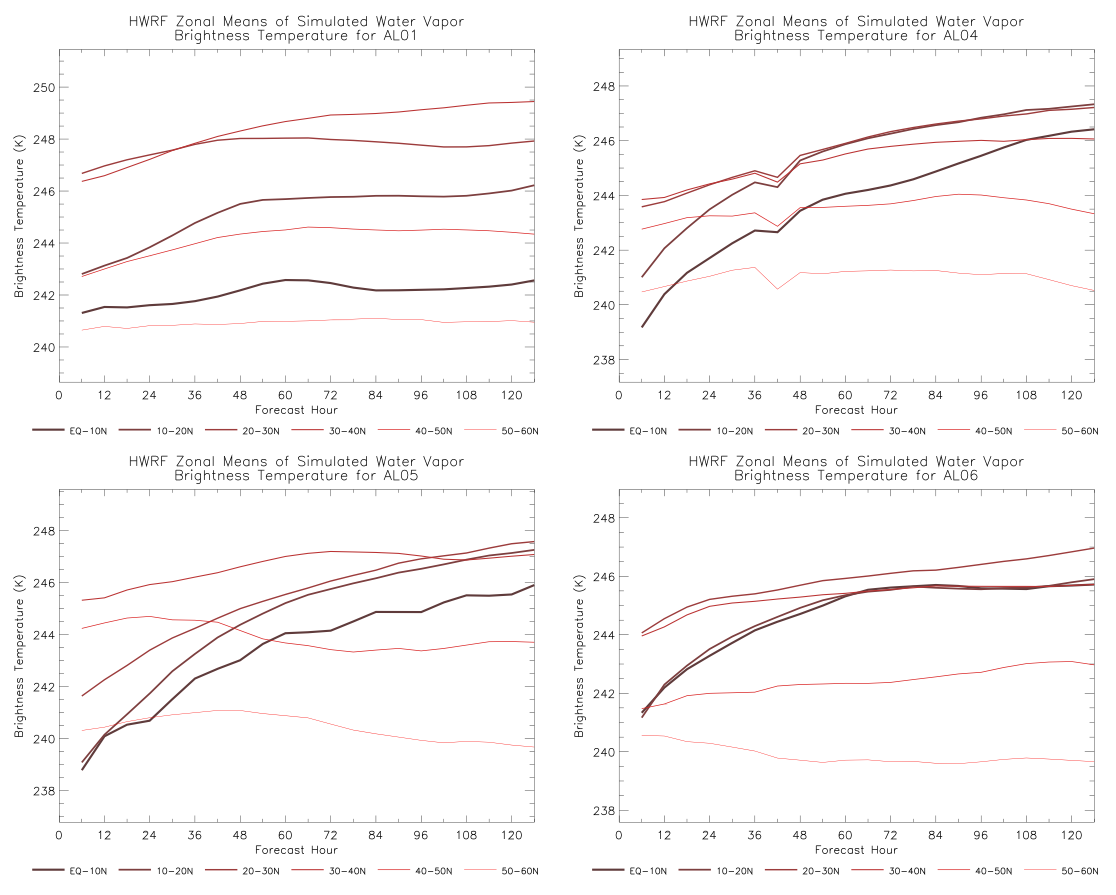 HWRF Zonal Means of Simulated Water Vapor
Brightness Temperature for AL01
Brightness Temperature (K)
250
248
246
244
242
240
0 12 24 36 48 60 72 84 96 108 120
Forecast Hour
EQ-10N 10-20N 20-30N 30-40N 40-50N 50-60N
HWRF Zonal Means of Simulated Water Vapor
Brightness Temperature for AL04
Brightness Temperature (K)
248
246
244
242
240
238
0 12 24 36 48 60 72 84 96 108 120
Forecast Hour
EQ-10N 10-20N 20-30N 30-40N 40-50N 50-60N
HWRF Zonal Means of Simulated Water Vapor
Brightness Temperature for AL05
Brightness Temperature (K)
248
246
244
242
240
238
0 12 24 36 48 60 72 84 96 108 120
Forecast Hour
EQ-10N 10-20N 20-30N 30-40N 40-50N 50-60N
HWRF Zonal Means of Simulated Water Vapor
Brightness Temperature for AL06
Brightness Temperature (K)
248
246
244
242
240
238
0 12 24 36 48 60 72 84 96 108 120
Forecast Hour
EQ-10N 10-20N 20-30N 30-40N 40-50N 50-60N